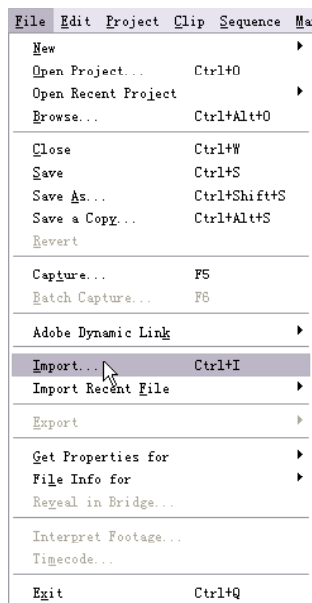 File Edit Project Clip Sequence Ma
New
Open Project... Ctrl+O
Open Recent Project
Browse... Ctrl+Alt+O
Close Ctrl+W
Save Ctrl+S
Save As... Ctrl+Shift+S
Save a Copy... Ctrl+Alt+S
Revert
Capture... F5
Batch Capture... F6
Adobe Dynamic Link
Import... Ctrl+I
Import Recent File
Export
Get Properties for
File Info for
Reveal in Bridge...
Interpret Footage...
Timecode...
Exit Ctrl+Q